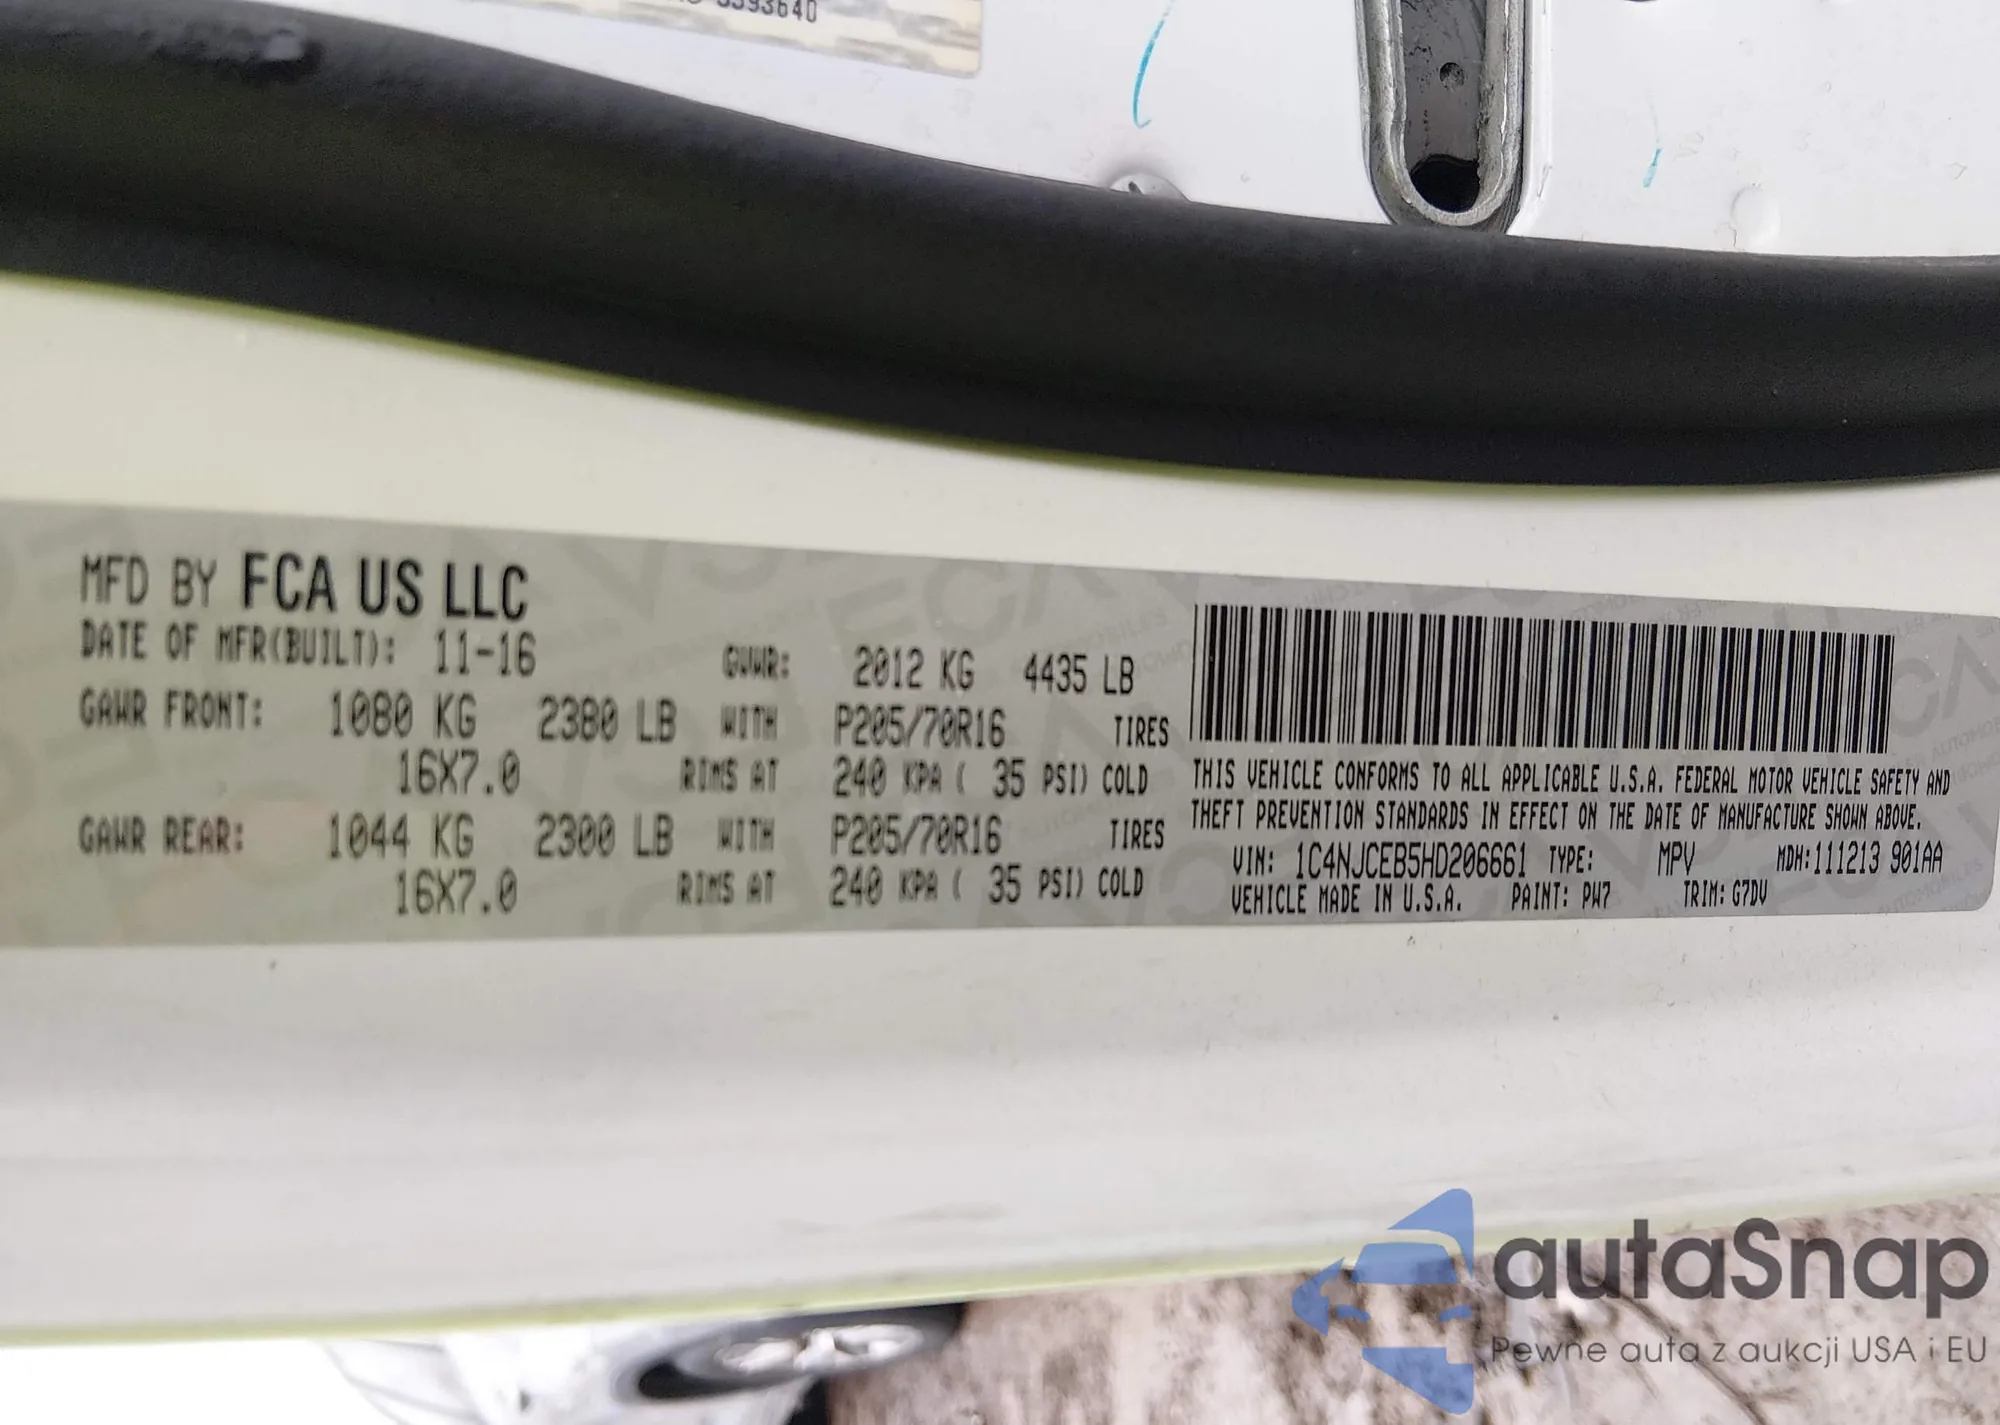 3593640
MFD BY FCA US LLC
DATE OF MFR(BUILT): 11-16 GVWR: 2012 KG 4435 LB
GAWR FRONT: 1080 KG 2380 LB WITH P205/70R16 TIRES
16X7.0 RIMS AT 240 KPA ( 35 PSI) COLD
GAWR REAR: 1044 KG 2300 LB WITH P205/70R16 TIRES
16X7.0 RIMS AT 240 KPA ( 35 PSI) COLD
THIS VEHICLE CONFORMS TO ALL APPLICABLE U.S.A. FEDERAL MOTOR VEHICLE SAFETY AND
THEFT PREVENTION STANDARDS IN EFFECT ON THE DATE OF MANUFACTURE SHOWN ABOVE.
VIN: 1C4NJCEB5HD206661 TYPE: MPV MDH:111213 901AA
VEHICLE MADE IN U.S.A. PAINT: PW7 TRIM: G7DV
autaSnap
Pewne auta z aukcji USA i EU